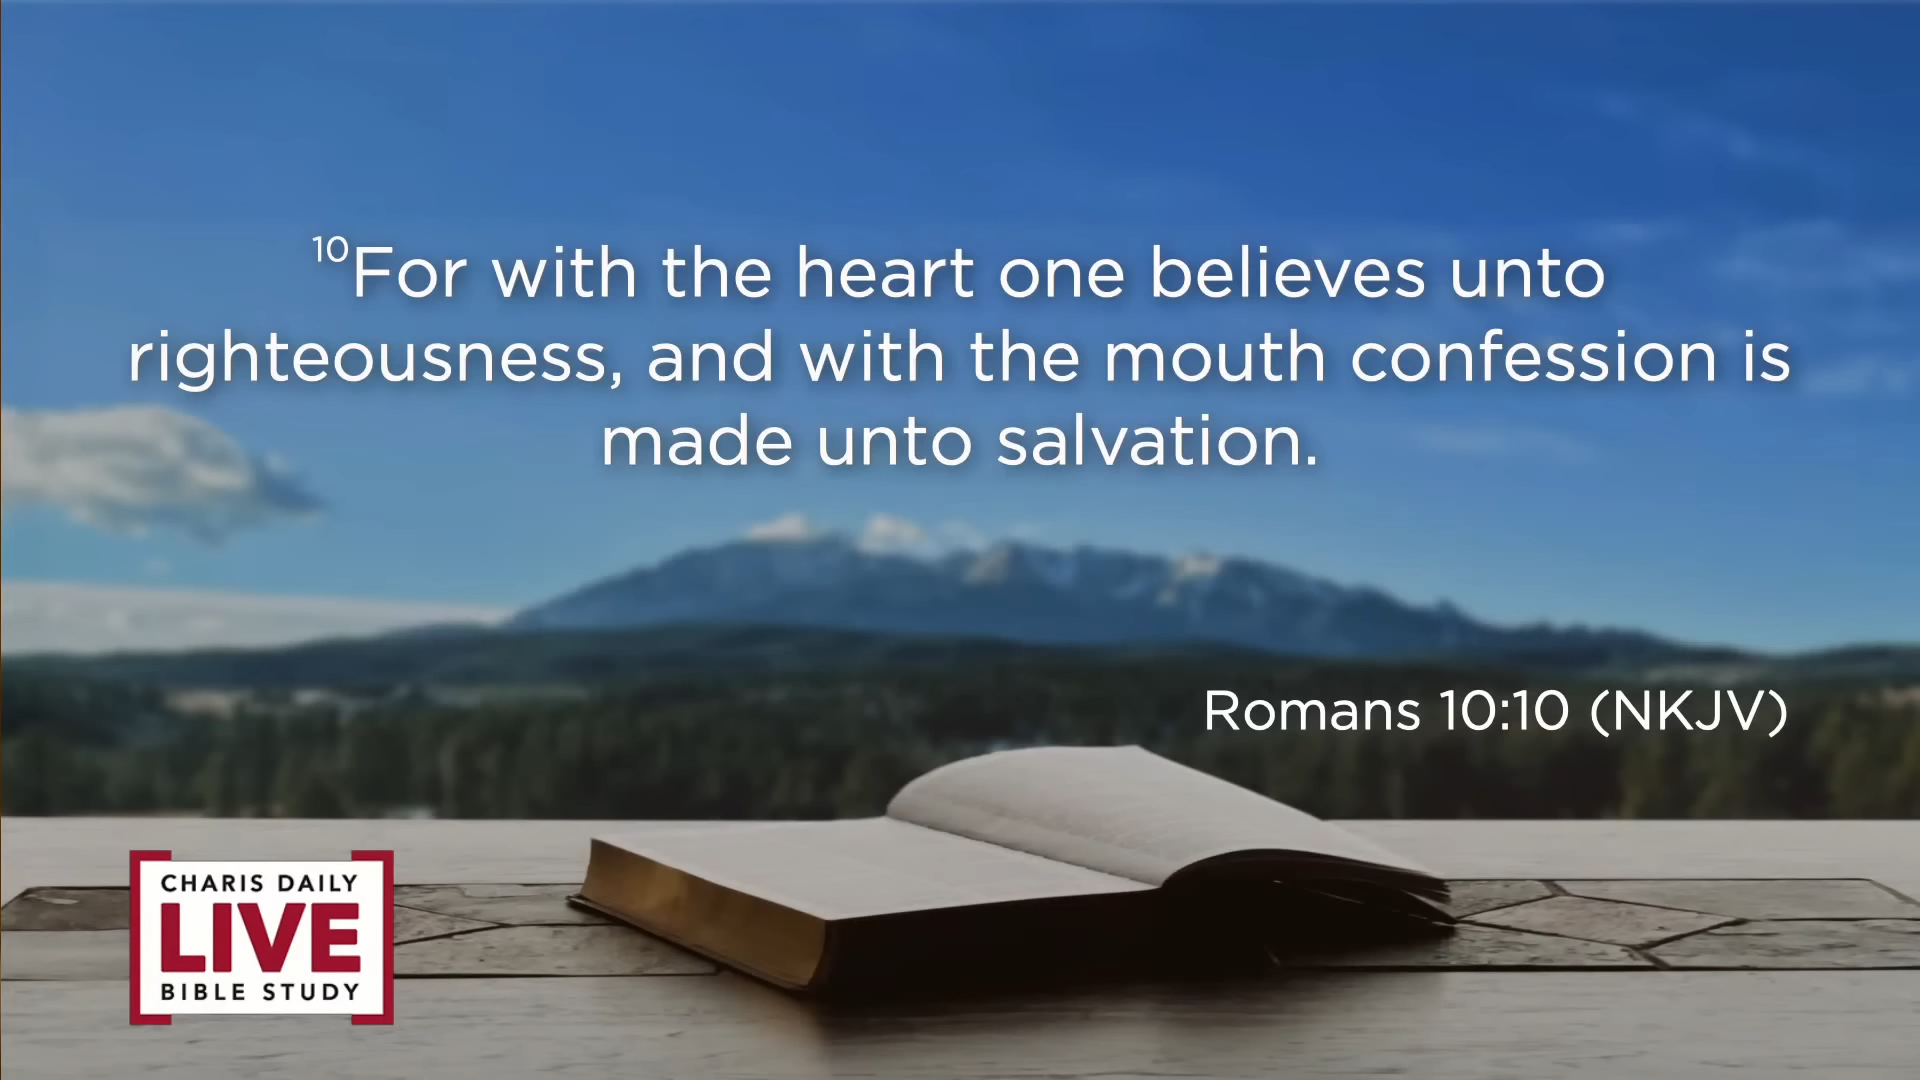 ¹⁰For with the heart one believes unto
righteousness, and with the mouth confession is
made unto salvation.
Romans 10:10 (NKJV)
CHARIS DAILY
LIVE
BIBLE STUDY